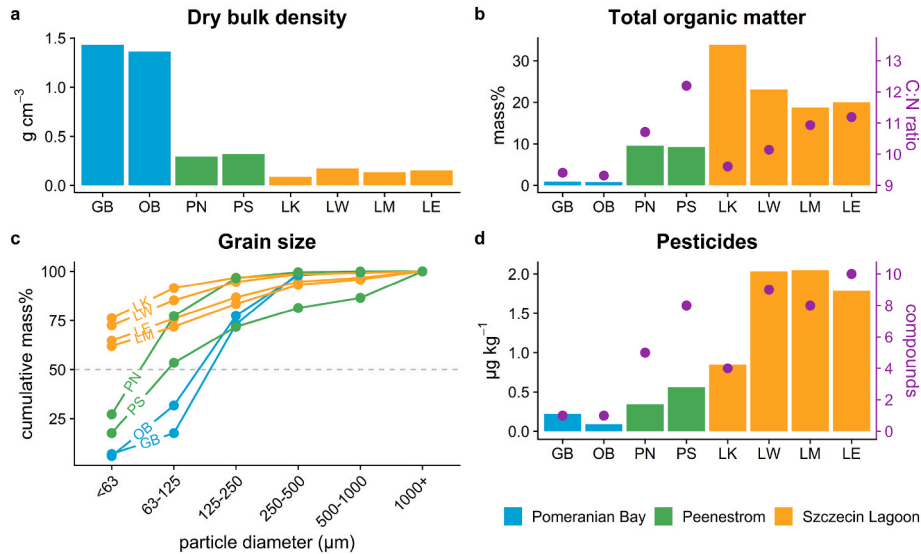 a
Dry bulk density
g cm⁻³
1.5
1.0
0.5
0.0
GB OB PN PS LK LW LM LE
b
Total organic matter
mass%
30
20
10
0
C:N ratio
13
12
11
10
9
GB OB PN PS LK LW LM LE
c
Grain size
cumulative mass%
100
75
50
25
LK
LW
LE
LM
PN
PS
OB
GB
<63 63-125 125-250 250-500 500-1000 1000+
particle diameter (μm)
d
Pesticides
μg kg⁻¹
2.0
1.5
1.0
0.5
0.0
compounds
10
8
6
4
2
0
GB OB PN PS LK LW LM LE
Pomeranian Bay Peenestrom Szczecin Lagoon